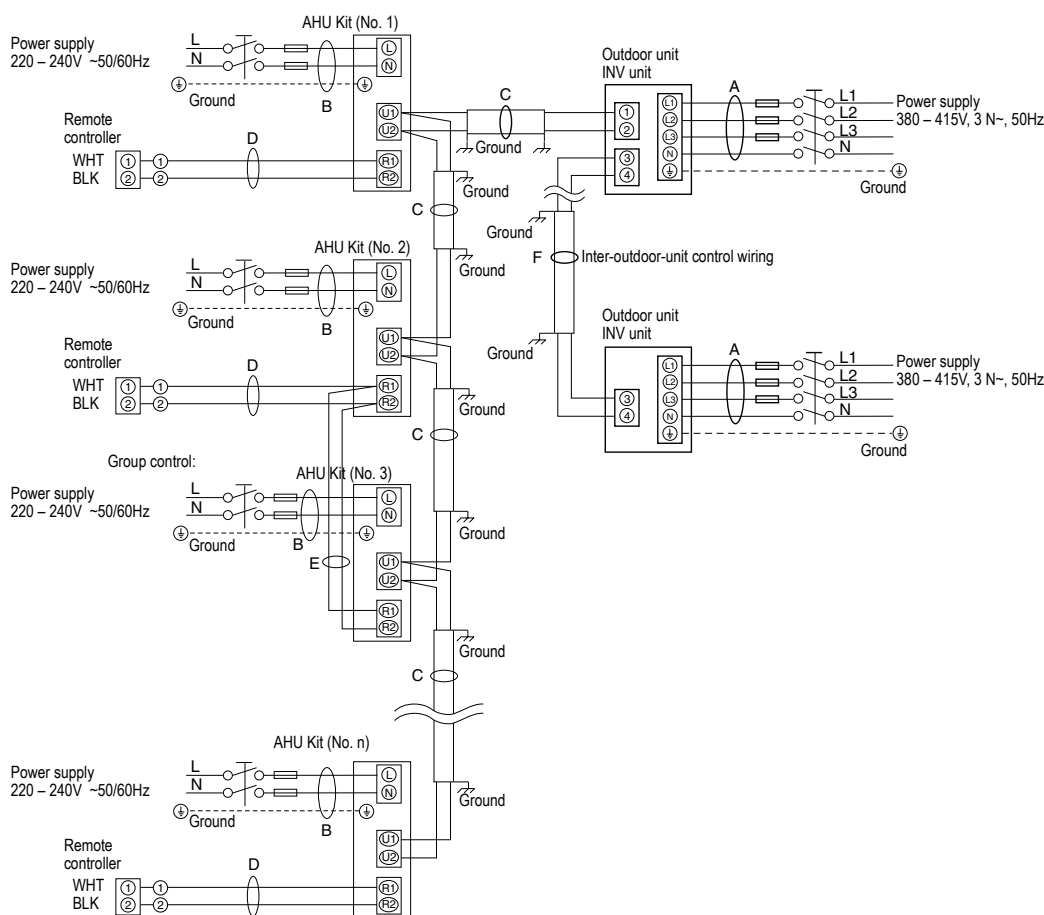 AHU Kit (No. 1)
Power supply
220 – 240V ~50/60Hz
L
N
Ground
B
L
N
U1
U2
R1
R2
Remote
controller
WHT
BLK
1
2
1
2
D
C
Ground
Outdoor unit
INV unit
1
2
3
4
L1
L2
L3
N
A
L1
L2
L3
N
Power supply
380 – 415V, 3 N~, 50Hz
Ground
C
Ground
Ground
F
Inter-outdoor-unit control wiring
Ground
AHU Kit (No. 2)
Ground
Power supply
220 – 240V ~50/60Hz
L
N
Ground
B
L
N
U1
U2
R1
R2
Remote
controller
WHT
BLK
1
2
1
2
D
C
Ground
Outdoor unit
INV unit
3
4
L1
L2
L3
N
A
L1
L2
L3
N
Power supply
380 – 415V, 3 N~, 50Hz
Ground
Group control:
AHU Kit (No. 3)
Power supply
220 – 240V ~50/60Hz
L
N
Ground
B
E
L
N
U1
U2
R1
R2
Ground
Ground
C
AHU Kit (No. n)
Power supply
220 – 240V ~50/60Hz
L
N
Ground
B
L
N
U1
U2
R1
R2
Ground
Remote
controller
WHT
BLK
1
2
1
2
D